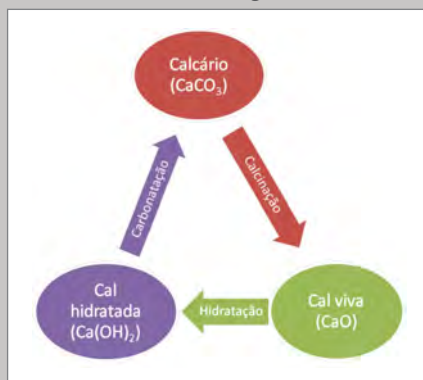 Calcário
(CaCO₃)
Calcinação
Carbonatação
Cal
hidratada
(Ca(OH)₂)
Hidratação
Cal viva
(CaO)